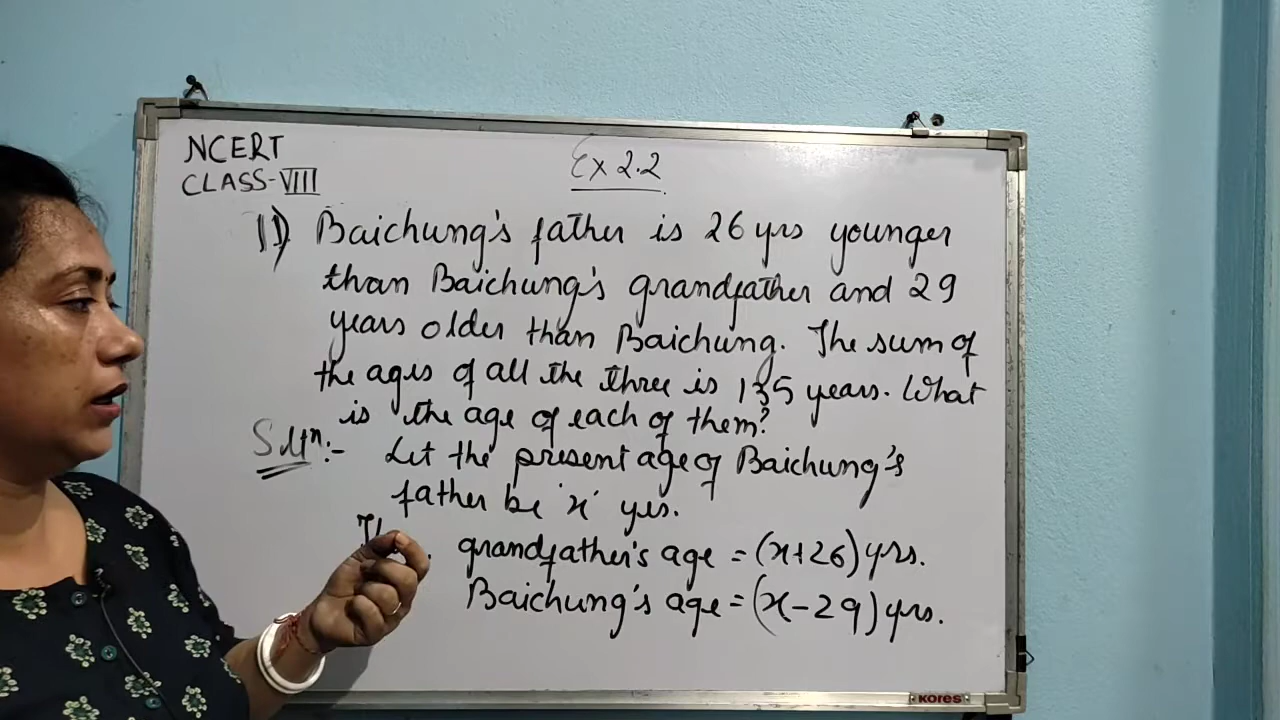 NCERT
CLASS-VIII
Ex 2.2
11) Baichung's father is 26 yrs younger
than Baichung's grandfather and 29
years older than Baichung. The sum of
the ages of all the three is 135 years. What
is the age of each of them?
Soltn:- Let the present age of Baichung's
father be 'x' yrs.
grandfather's age = (x+26) yrs.
Baichung's age = (x-29) yrs.
KORES